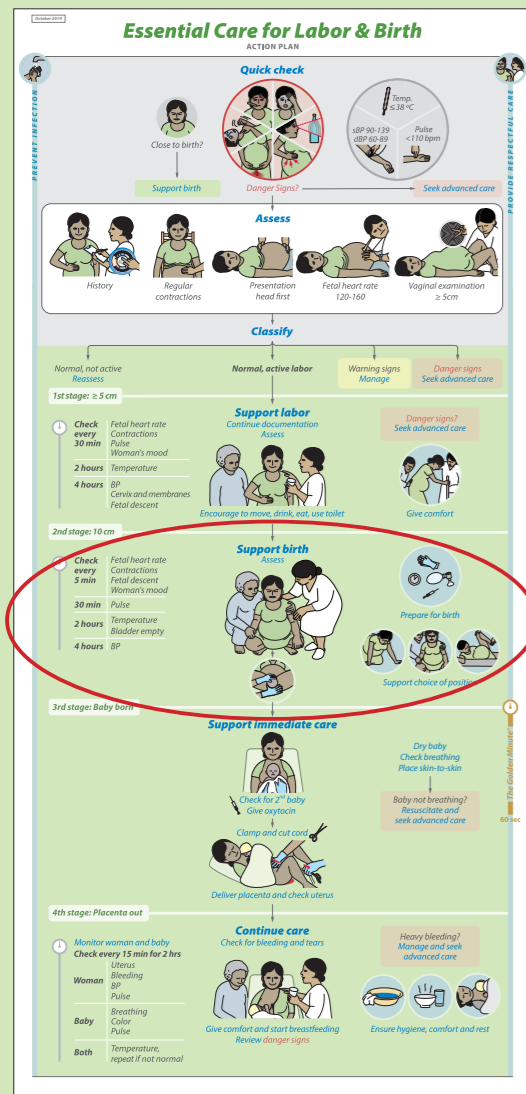 October 2019
Essential Care for Labor & Birth
ACTION PLAN
PREVENT INFECTION
PROVIDE RESPECTFUL CARE
Quick check
Close to birth?
Temp.
≤38 ºC
sBP 90-139
dBP 60-89
Pulse
<110 bpm
Support birth
Danger Signs?
Seek advanced care
Assess
History
Regular
contractions
Presentation
head first
Fetal heart rate
120-160
Vaginal examination
≥ 5cm
Classify
Normal, not active
Reassess
Normal, active labor
Warning signs
Manage
Danger signs
Seek advanced care
1st stage: ≥ 5 cm
Support labor
Continue documentation
Assess
Check every 30 min
Fetal heart rate
Contractions
Pulse
Woman's mood
2 hours Temperature
4 hours BP
Cervix and membranes
Fetal descent
Encourage to move, drink, eat, use toilet
Danger signs?
Seek advanced care
Give comfort
2nd stage: 10 cm
Support birth
Assess
Check every 5 min
Fetal heart rate
Contractions
Fetal descent
Woman's mood
30 min Pulse
2 hours Temperature
Bladder empty
4 hours BP
Prepare for birth
Support choice of position
3rd stage: Baby born
Support immediate care
Check for 2nd baby
Give oxytocin
Clamp and cut cord
Deliver placenta and check uterus
Dry baby
Check breathing
Place skin-to-skin
Baby not breathing?
Resuscitate and
seek advanced care
The Golden Minute®
60 sec
4th stage: Placenta out
Continue care
Check for bleeding and tears
Monitor woman and baby
Check every 15 min for 2 hrs
Woman
Uterus
Bleeding
BP
Pulse
Baby
Breathing
Color
Pulse
Both
Temperature,
repeat if not normal
Give comfort and start breastfeeding
Review danger signs
Heavy bleeding?
Manage and seek
advanced care
Ensure hygiene, comfort and rest